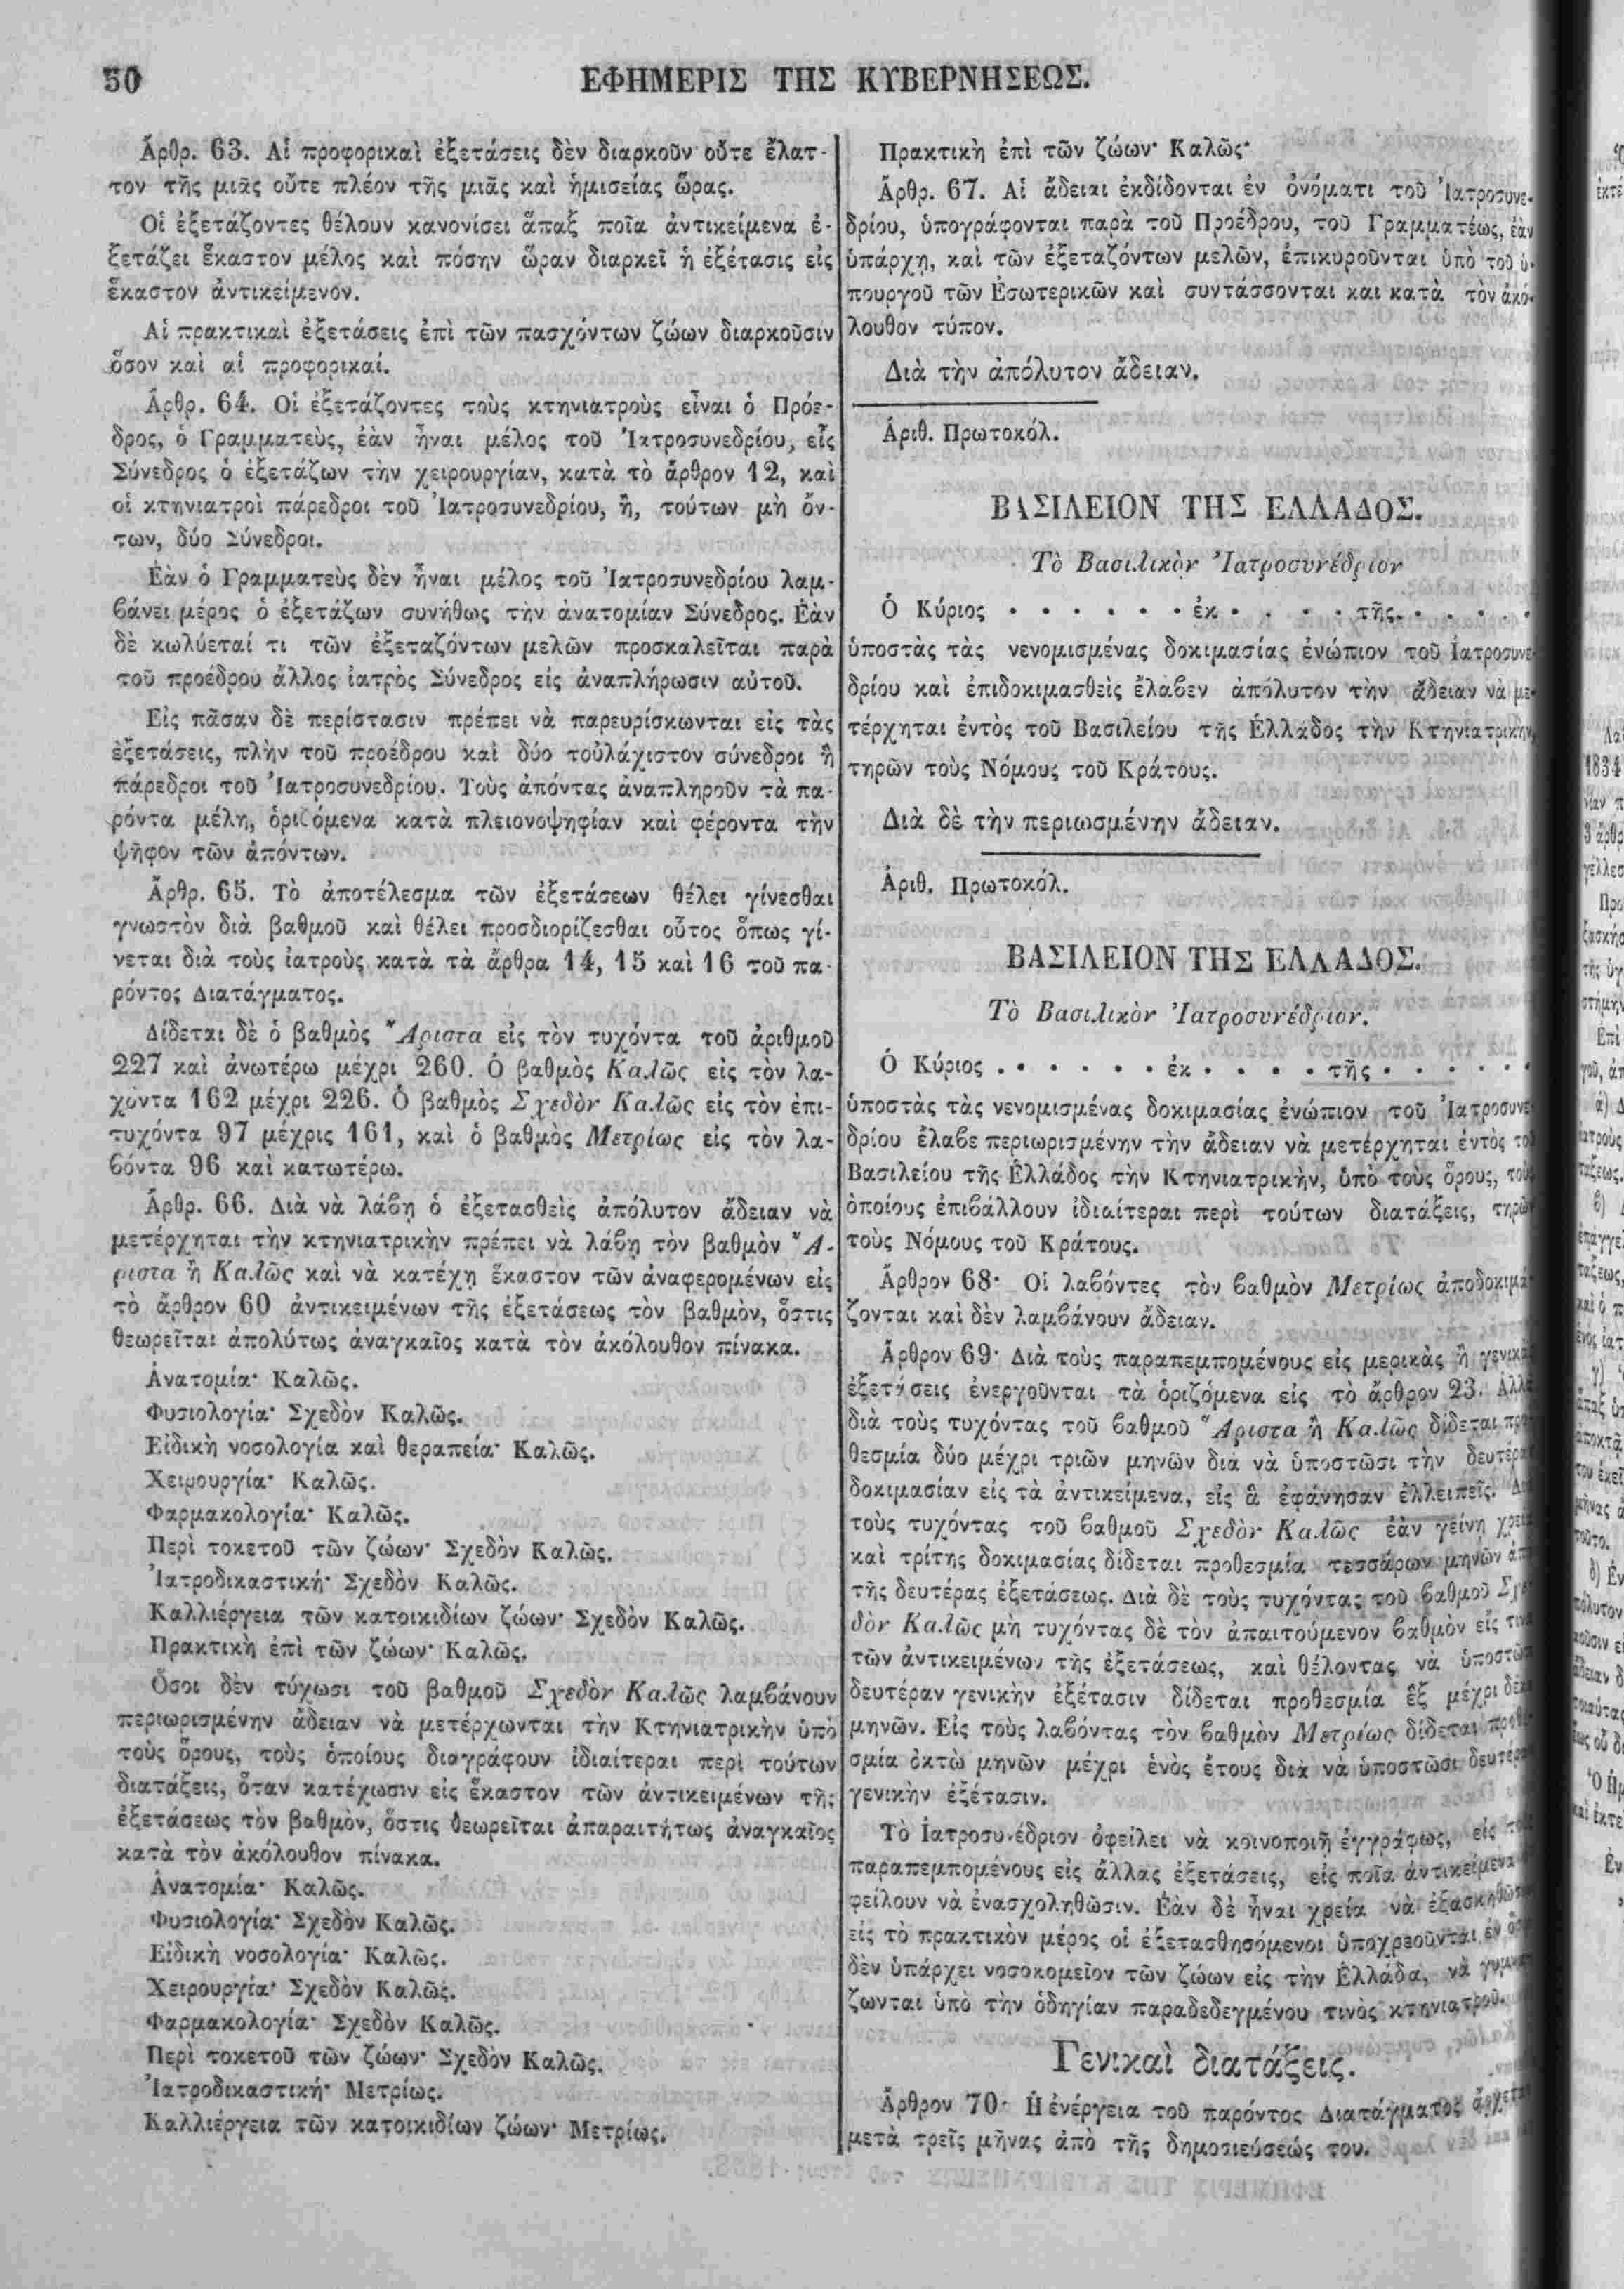 50
ΕΦΗΜΕΡΙΣ ΤΗΣ ΚΥΒΕΡΝΗΣΕΩΣ.
Ἄρθρ. 63. Αἱ προφορικαὶ ἐξετάσεις δὲν διαρκοῦν οὔτε ἔλατ-
τον τῆς μιᾶς οὔτε πλέον τῆς μιᾶς καὶ ἡμισείας ὥρας.
Οἱ ἐξετάζοντες θέλουν κανονίσει ἅπαξ ποῖα ἀντικείμενα ἐ-
ξετάζει ἕκαστον μέλος καὶ πόσην ὥραν διαρκεῖ ἡ ἐξέτασις εἰς
ἕκαστον ἀντικείμενον.
Αἱ πρακτικαὶ ἐξετάσεις ἐπὶ τῶν πασχόντων ζώων διαρκοῦσιν
ὅσον καὶ αἱ προφορικαί.
Ἄρθρ. 64. Οἱ ἐξετάζοντες τοὺς κτηνιατροὺς εἶναι ὁ Πρόε-
δρος, ὁ Γραμματεὺς, ἐὰν ἦναι μέλος τοῦ Ἰατροσυνεδρίου, εἷς
Σύνεδρος ὁ ἐξετάζων τὴν χειρουργίαν, κατὰ τὸ ἄρθρον 12, καὶ
οἱ κτηνιατροὶ πάρεδροι τοῦ Ἰατροσυνεδρίου, ἢ, τούτων μὴ ὄν-
των, δύο Σύνεδροι.
Ἐὰν ὁ Γραμματεὺς δὲν ἦναι μέλος τοῦ Ἰατροσυνεδρίου λαμ-
βάνει μέρος ὁ ἐξετάζων συνήθως τὴν ἀνατομίαν Σύνεδρος. Ἐὰν
δὲ κωλύεταί τι τῶν ἐξεταζόντων μελῶν προσκαλεῖται παρὰ
τοῦ προέδρου ἄλλος ἰατρὸς Σύνεδρος εἰς ἀναπλήρωσιν αὐτοῦ.
Εἰς πᾶσαν δὲ περίστασιν πρέπει νὰ παρευρίσκωνται εἰς τὰς
ἐξετάσεις, πλὴν τοῦ προέδρου καὶ δύο τοὐλάχιστον σύνεδροι ἢ
πάρεδροι τοῦ Ἰατροσυνεδρίου. Τοὺς ἀπόντας ἀναπληροῦν τὰ πα-
ρόντα μέλη, ὁριζόμενα κατὰ πλειονοψηφίαν καὶ φέροντα τὴν
ψῆφον τῶν ἀπόντων.
Ἄρθρ. 65. Τὸ ἀποτέλεσμα τῶν ἐξετάσεων θέλει γίνεσθαι
γνωστὸν διὰ βαθμοῦ καὶ θέλει προσδιορίζεσθαι οὗτος ὅπως γί-
νεται διὰ τοὺς ἰατροὺς κατὰ τὰ ἄρθρα 14, 15 καὶ 16 τοῦ πα-
ρόντος Διατάγματος.
Δίδεται δὲ ὁ βαθμὸς Ἄριστα εἰς τὸν τυχόντα τοῦ ἀριθμοῦ
227 καὶ ἀνωτέρω μέχρι 260. Ὁ βαθμὸς Καλῶς εἰς τὸν λα-
χόντα 162 μέχρι 226. Ὁ βαθμὸς Σχεδὸν Καλῶς εἰς τὸν ἐπι-
τυχόντα 97 μέχρις 161, καὶ ὁ βαθμὸς Μετρίως εἰς τὸν λα-
βόντα 96 καὶ κατωτέρω.
Ἄρθρ. 66. Διὰ νὰ λάβῃ ὁ ἐξετασθεὶς ἀπόλυτον ἄδειαν νὰ
μετέρχηται τὴν κτηνιατρικὴν πρέπει νὰ λάβῃ τὸν βαθμὸν Ἄ-
ριστα ἢ Καλῶς καὶ νὰ κατέχῃ ἕκαστον τῶν ἀναφερομένων εἰς
τὸ ἄρθρον 60 ἀντικειμένων τῆς ἐξετάσεως τὸν βαθμὸν, ὅστις
θεωρεῖται ἀπολύτως ἀναγκαῖος κατὰ τὸν ἀκόλουθον πίνακα.
Ἀνατομία· Καλῶς.
Φυσιολογία· Σχεδὸν Καλῶς.
Εἰδικὴ νοσολογία καὶ θεραπεία· Καλῶς.
Χειρουργία· Καλῶς.
Φαρμακολογία· Καλῶς.
Περὶ τοκετοῦ τῶν ζώων· Σχεδὸν Καλῶς.
Ἰατροδικαστική· Σχεδὸν Καλῶς.
Καλλιέργεια τῶν κατοικιδίων ζώων· Σχεδὸν Καλῶς.
Πρακτικὴ ἐπὶ τῶν ζώων· Καλῶς.
Ὅσοι δὲν τύχωσι τοῦ βαθμοῦ Σχεδὸν Καλῶς λαμβάνουν
περιωρισμένην ἄδειαν νὰ μετέρχωνται τὴν Κτηνιατρικὴν ὑπὸ
τοὺς ὅρους, τοὺς ὁποίους διαγράφουν ἰδιαίτεραι περὶ τούτων
διατάξεις, ὅταν κατέχωσιν εἰς ἕκαστον τῶν ἀντικειμένων τῆς
ἐξετάσεως τὸν βαθμὸν, ὅστις θεωρεῖται ἀπαραιτήτως ἀναγκαῖος
κατὰ τὸν ἀκόλουθον πίνακα.
Ἀνατομία· Καλῶς.
Φυσιολογία· Σχεδὸν Καλῶς.
Εἰδικὴ νοσολογία· Καλῶς.
Χειρουργία· Σχεδὸν Καλῶς.
Φαρμακολογία· Σχεδὸν Καλῶς.
Περὶ τοκετοῦ τῶν ζώων· Σχεδὸν Καλῶς.
Ἰατροδικαστική· Μετρίως.
Καλλιέργεια τῶν κατοικιδίων ζώων· Μετρίως.
Πρακτικὴ ἐπὶ τῶν ζώων· Καλῶς·
Ἄρθρ. 67. Αἱ ἄδειαι ἐκδίδονται ἐν ὀνόματι τοῦ Ἰατροσυνε-
δρίου, ὑπογράφονται παρὰ τοῦ Προέδρου, τοῦ Γραμματέως, ἐὰν
ὑπάρχῃ, καὶ τῶν ἐξεταζόντων μελῶν, ἐπικυροῦνται ὑπὸ τοῦ ὑ-
πουργοῦ τῶν Ἐσωτερικῶν καὶ συντάσσονται και κατὰ τὸν ἀκό-
λουθον τύπον.
Διὰ τὴν ἀπόλυτον ἄδειαν.
Ἀριθ. Πρωτοκόλ.
ΒΑΣΙΛΕΙΟΝ ΤΗΣ ΕΛΛΑΔΟΣ.
Τὸ Βασιλικὸν Ἰατροσυνέδριον
Ὁ Κύριος . . . . . . ἐκ . . . . τῆς. . . . .
ὑποστὰς τὰς νενομισμένας δοκιμασίας ἐνώπιον τοῦ Ἰατροσυνε-
δρίου καὶ ἐπιδοκιμασθεὶς ἔλαβεν ἀπόλυτον τὴν ἄδειαν νὰ με-
τέρχηται ἐντὸς τοῦ Βασιλείου τῆς Ἑλλάδος τὴν Κτηνιατρικὴν,
τηρῶν τοὺς Νόμους τοῦ Κράτους.
Διὰ δὲ τὴν περιωσμένην ἄδειαν.
Ἀριθ. Πρωτοκόλ.
ΒΑΣΙΛΕΙΟΝ ΤΗΣ ΕΛΛΑΔΟΣ.
Τὸ Βασιλικὸν Ἰατροσυνέδριον.
Ὁ Κύριος . . . . . . ἐκ . . . . τῆς . . . . . .
ὑποστὰς τὰς νενομισμένας δοκιμασίας ἐνώπιον τοῦ Ἰατροσυνε-
δρίου ἔλαβε περιωρισμένην τὴν ἄδειαν νὰ μετέρχηται ἐντὸς τοῦ
Βασιλείου τῆς Ἑλλάδος τὴν Κτηνιατρικὴν, ὑπὸ τοὺς ὅρους, τοὺς
ὁποίους ἐπιβάλλουν ἰδιαίτεραι περὶ τούτων διατάξεις, τηρῶν
τοὺς Νόμους τοῦ Κράτους.
Ἄρθρον 68· Οἱ λαβόντες τὸν βαθμὸν Μετρίως ἀποδοκιμά-
ζονται καὶ δὲν λαμβάνουν ἄδειαν.
Ἄρθρον 69· Διὰ τοὺς παραπεμπομένους εἰς μερικὰς ἢ γενικὰς
ἐξετάσεις ἐνεργοῦνται τὰ ὁριζόμενα εἰς τὸ ἄρθρον 23. Ἀλλὰ
διὰ τοὺς τυχόντας τοῦ βαθμοῦ Ἄριστα ἢ Καλῶς δίδεται προ-
θεσμία δύο μέχρι τριῶν μηνῶν διὰ νὰ ὑποστῶσι τὴν δευτέραν
δοκιμασίαν εἰς τὰ ἀντικείμενα, εἰς ἃ ἐφάνησαν ἐλλειπεῖς.
τοὺς τυχόντας τοῦ βαθμοῦ Σχεδὸν Καλῶς ἐὰν γείνῃ χρεία
καὶ τρίτης δοκιμασίας δίδεται προθεσμία τεσσάρων μηνῶν ἀπὸ
τῆς δευτέρας ἐξετάσεως. Διὰ δὲ τοὺς τυχόντας τοῦ βαθμοῦ Σχε-
δὸν Καλῶς μὴ τυχόντας δὲ τὸν ἀπαιτούμενον βαθμὸν εἴς τινα
τῶν ἀντικειμένων τῆς ἐξετάσεως, καὶ θέλοντας νὰ ὑποστῶσι
δευτέραν γενικὴν ἐξέτασιν δίδεται προθεσμία ἓξ μέχρι δέκα
μηνῶν. Εἰς τοὺς λαβόντας τὸν βαθμὸν Μετρίως δίδεται προθε-
σμία ὀκτὼ μηνῶν μέχρι ἑνὸς ἔτους διὰ νὰ ὑποστῶσι δευτέραν
γενικὴν ἐξέτασιν.
Τὸ Ἰατροσυνέδριον ὀφείλει νὰ κοινοποιῇ ἐγγράφως, εἰς τοὺς
παραπεμπομένους εἰς ἄλλας ἐξετάσεις, εἰς ποῖα ἀντικείμενα
φείλουν νὰ ἐνασχοληθῶσιν. Ἐὰν δὲ ἦναι χρεία νὰ ἐξασκηθῶσιν
εἰς τὸ πρακτικὸν μέρος οἱ ἐξετασθησόμενοι ὑποχρεοῦνται, ἐν ὅσῳ
δὲν ὑπάρχει νοσοκομεῖον τῶν ζώων εἰς τὴν Ἑλλάδα, νὰ γυμνά-
ζωνται ὑπὸ τὴν ὁδηγίαν παραδεδεγμένου τινὸς κτηνιατροῦ.
Γενικαὶ διατάξεις.
Ἄρθρον 70· Ἡ ἐνέργεια τοῦ παρόντος Διατάγματος ἄρχεται
μετὰ τρεῖς μῆνας ἀπὸ τῆς δημοσιεύσεώς του.